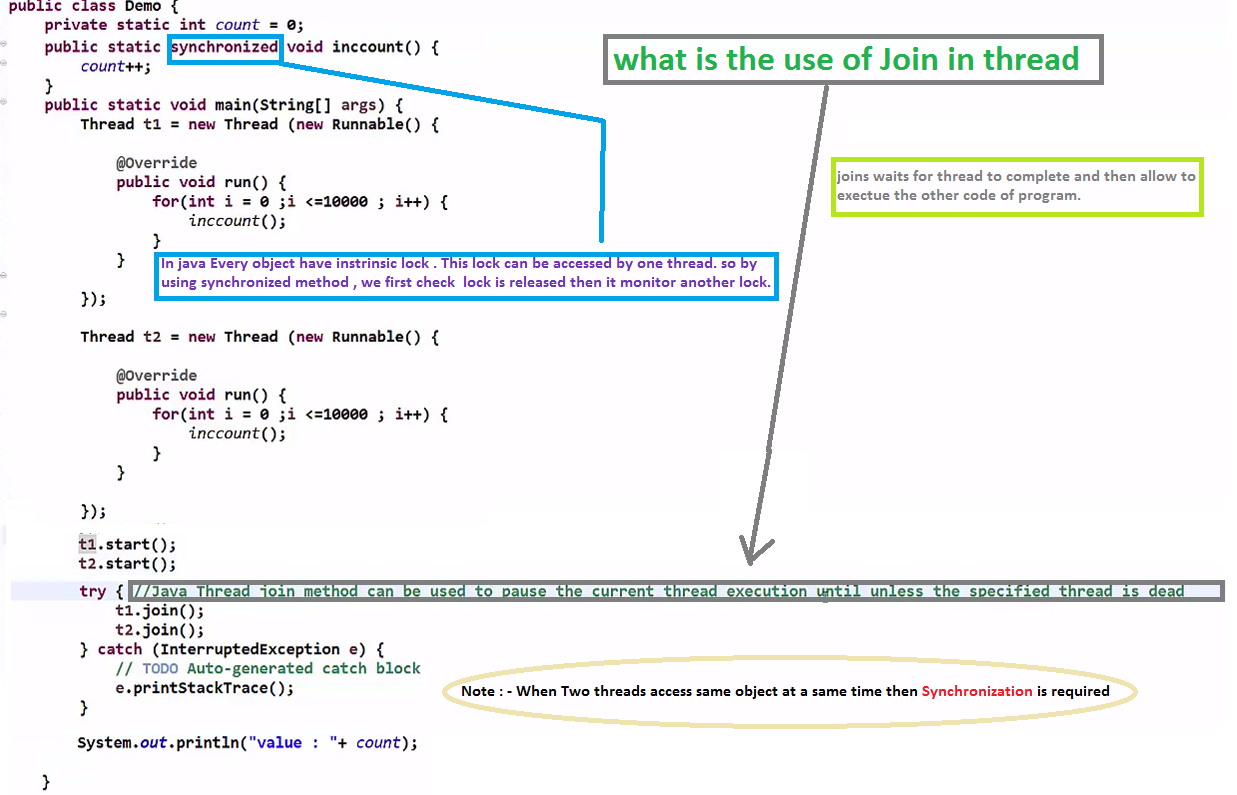 public class Demo {
private static int count = 0;
public static synchronized void inccount() {
count++;
}
public static void main(String[] args) {
Thread t1 = new Thread (new Runnable() {
@Override
public void run() {
for(int i = 0 ;i <=10000 ; i++) {
inccount();
}
}
});
Thread t2 = new Thread (new Runnable() {
@Override
public void run() {
for(int i = 0 ;i <=10000 ; i++) {
inccount();
}
}
});
t1.start();
t2.start();
try { //Java Thread join method can be used to pause the current thread execution until unless the specified thread is dead
t1.join();
t2.join();
} catch (InterruptedException e) {
// TODO Auto-generated catch block
e.printStackTrace();
}
System.out.println("value : "+ count);
}
what is the use of Join in thread
joins waits for thread to complete and then allow to
exectue the other code of program.
In java Every object have instrinsic lock . This lock can be accessed by one thread. so by
using synchronized method , we first check lock is released then it monitor another lock.
Note : - When Two threads access same object at a same time then Synchronization is required